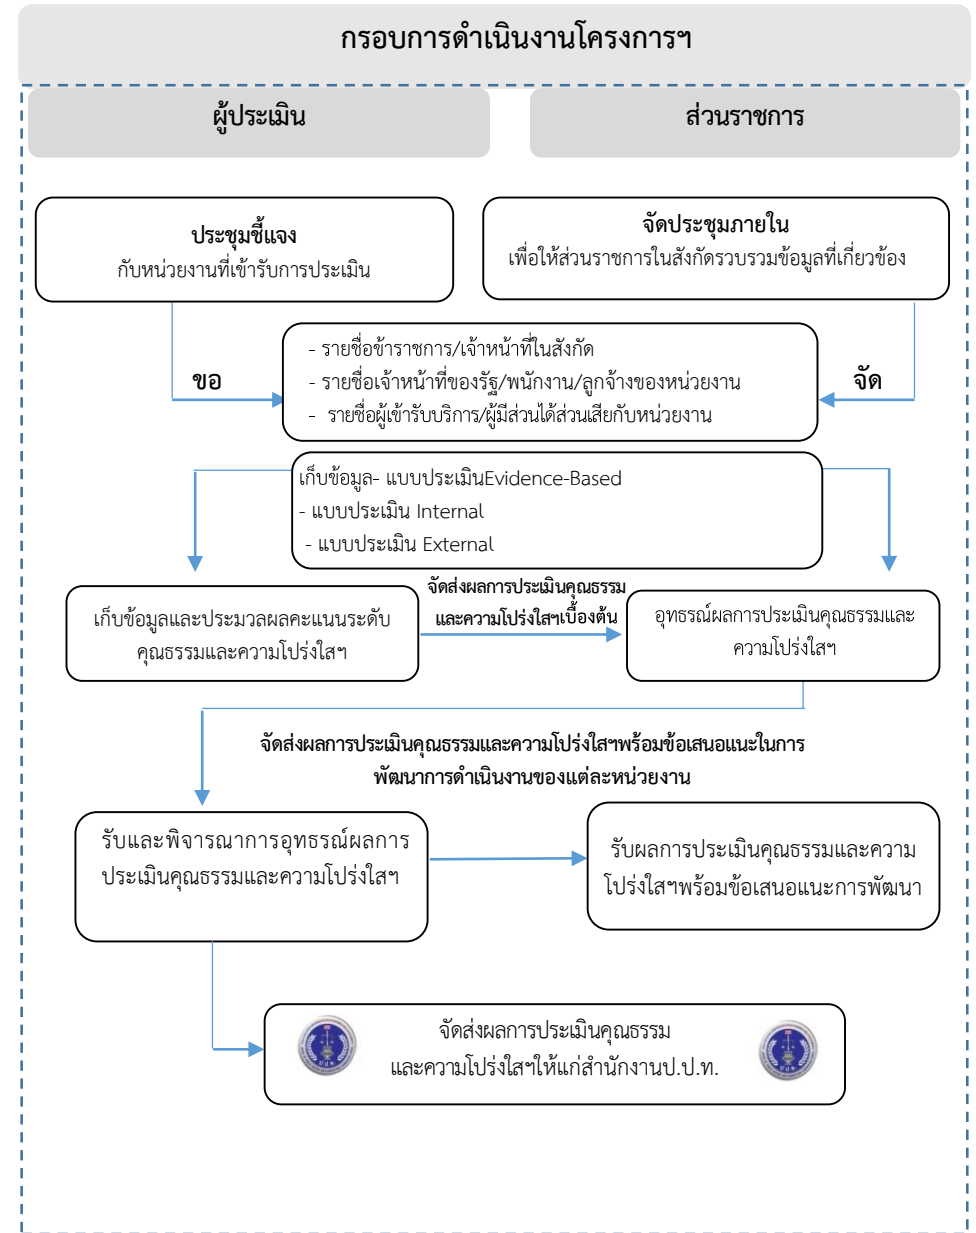 กรอบการดำเนินงานโครงการฯ
ผู้ประเมิน
ส่วนราชการ
ประชุมชี้แจง
กับหน่วยงานที่เข้ารับการประเมิน
จัดประชุมภายใน
เพื่อให้ส่วนราชการในสังกัดรวบรวมข้อมูลที่เกี่ยวข้อง
ขอ
- รายชื่อข้าราชการ/เจ้าหน้าที่ในสังกัด
- รายชื่อเจ้าหน้าที่ของรัฐ/พนักงาน/ลูกจ้างของหน่วยงาน
- รายชื่อผู้เข้ารับบริการ/ผู้มีส่วนได้ส่วนเสียกับหน่วยงาน
จัด
เก็บข้อมูล- แบบประเมินEvidence-Based
- แบบประเมิน Internal
- แบบประเมิน External
เก็บข้อมูลและประมวลผลคะแนนระดับ
คุณธรรมและความโปร่งใสฯ
จัดส่งผลการประเมินคุณธรรม
และความโปร่งใสฯเบื้องต้น
อุทธรณ์ผลการประเมินคุณธรรมและ
ความโปร่งใสฯ
จัดส่งผลการประเมินคุณธรรมและความโปร่งใสฯพร้อมข้อเสนอแนะในการ
พัฒนาการดำเนินงานของแต่ละหน่วยงาน
รับและพิจารณาการอุทธรณ์ผลการ
ประเมินคุณธรรมและความโปร่งใสฯ
รับผลการประเมินคุณธรรมและความ
โปร่งใสฯพร้อมข้อเสนอแนะการพัฒนา
จัดส่งผลการประเมินคุณธรรม
และความโปร่งใสฯให้แก่สำนักงานป.ป.ท.